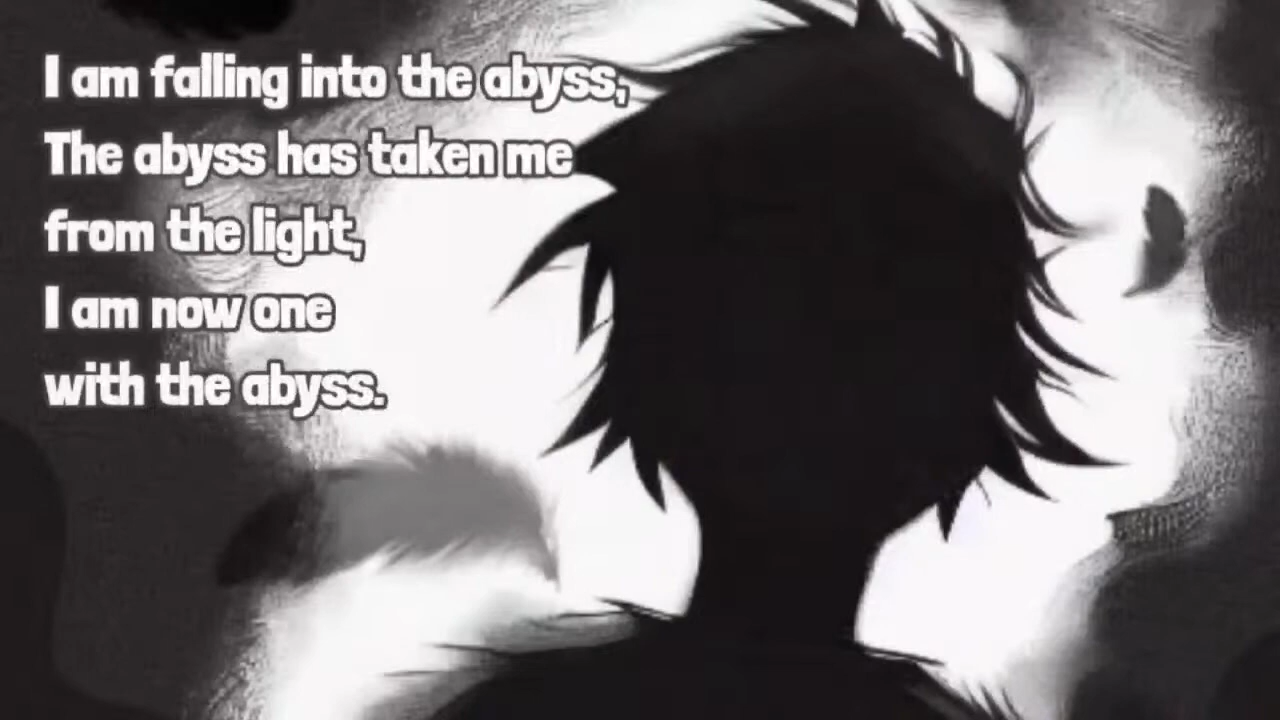 I am falling into the abyss,
The abyss has taken me
from the light,
I am now one
with the abyss.